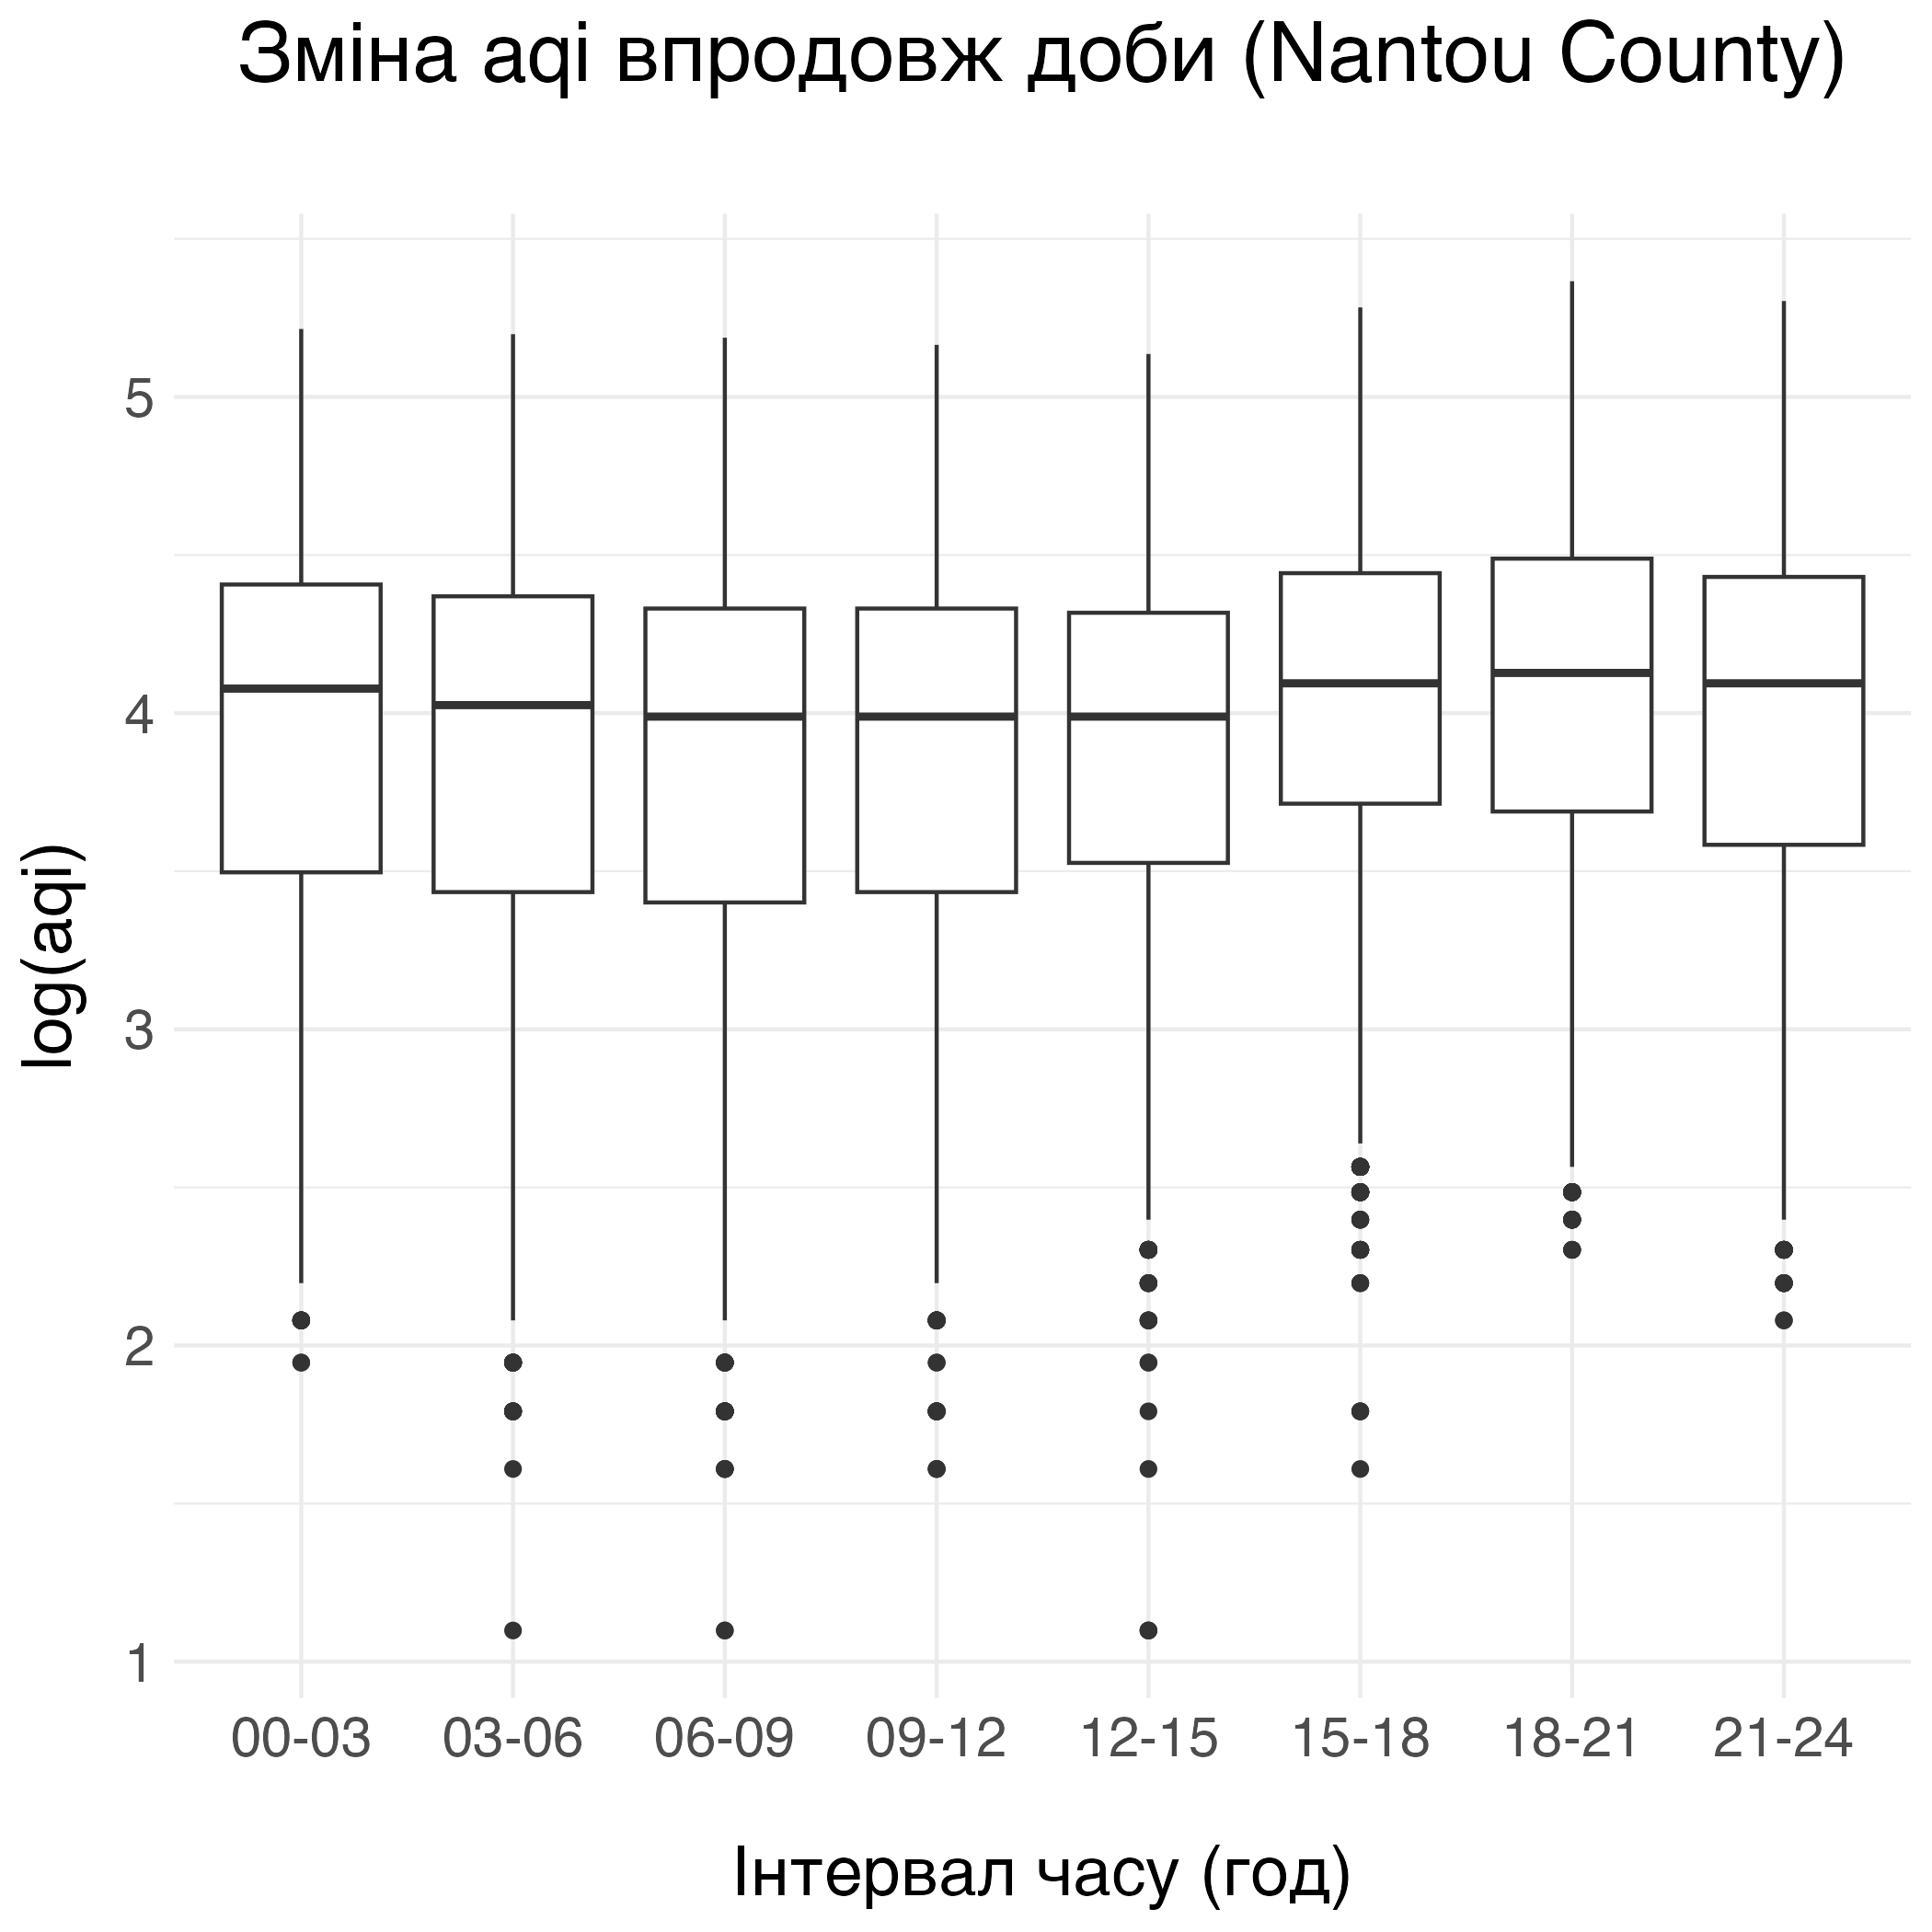 Зміна aqi впродовж доби (Nantou County)
log(aqi)
5
4
3
2
1
00-03 03-06 06-09 09-12 12-15 15-18 18-21 21-24
Інтервал часу (год)